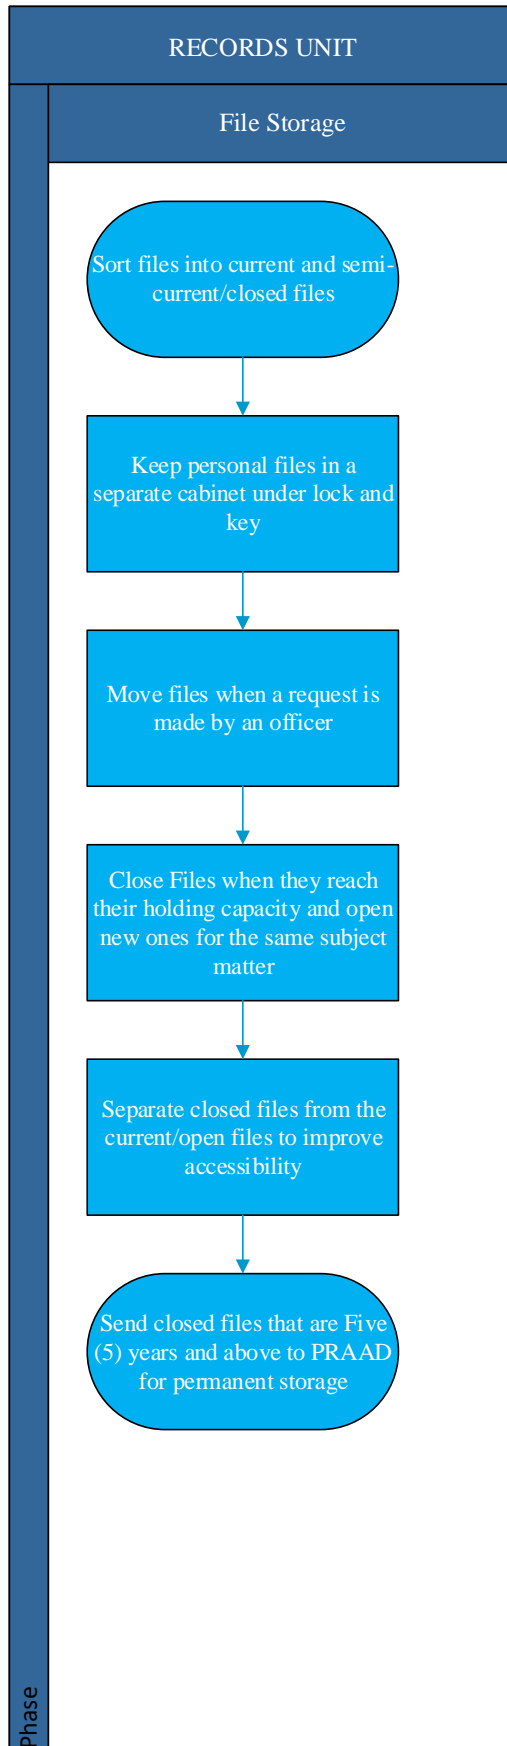 RECORDS UNIT
File Storage
Sort files into current and semi-
current/closed files
Keep personal files in a
separate cabinet under lock and
key
Move files when a request is
made by an officer
Close Files when they reach
their holding capacity and open
new ones for the same subject
matter
Separate closed files from the
current/open files to improve
accessibility
Send closed files that are Five
(5) years and above to PRAAD
for permanent storage
Phase